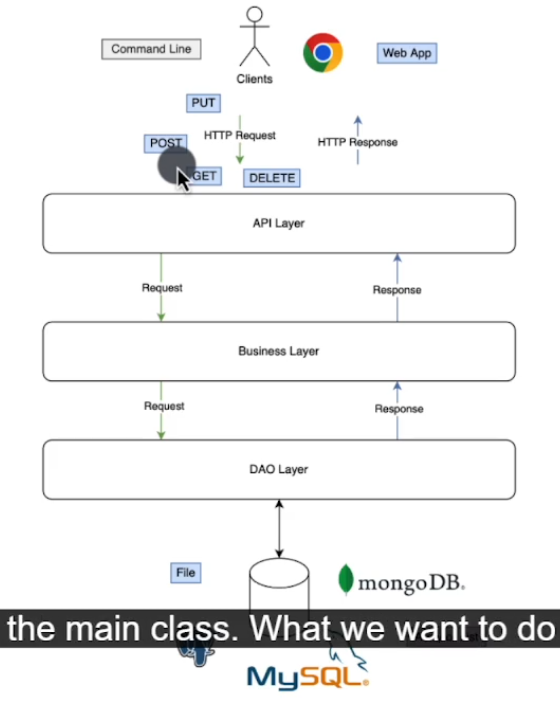 Command Line
Web App
Clients
PUT
POST
HTTP Request
HTTP Response
GET
DELETE
API Layer
Request
Response
Business Layer
Request
Response
DAO Layer
File
mongoDB®
the main class. What we want to do
MySQL®